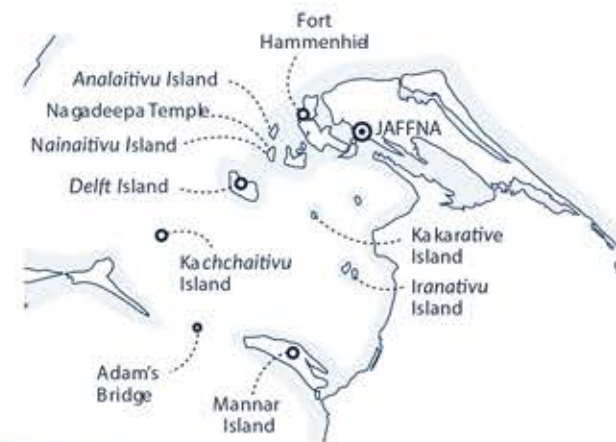 Fort
Hammenhiel
Analaitivu Island
Nagadeepa Temple
Nainaitivu Island
JAFFNA
Delft Island
Kakarative
Island
Kachchaitivu
Island
Iranativu
Island
Adam's
Bridge
Mannar
Island